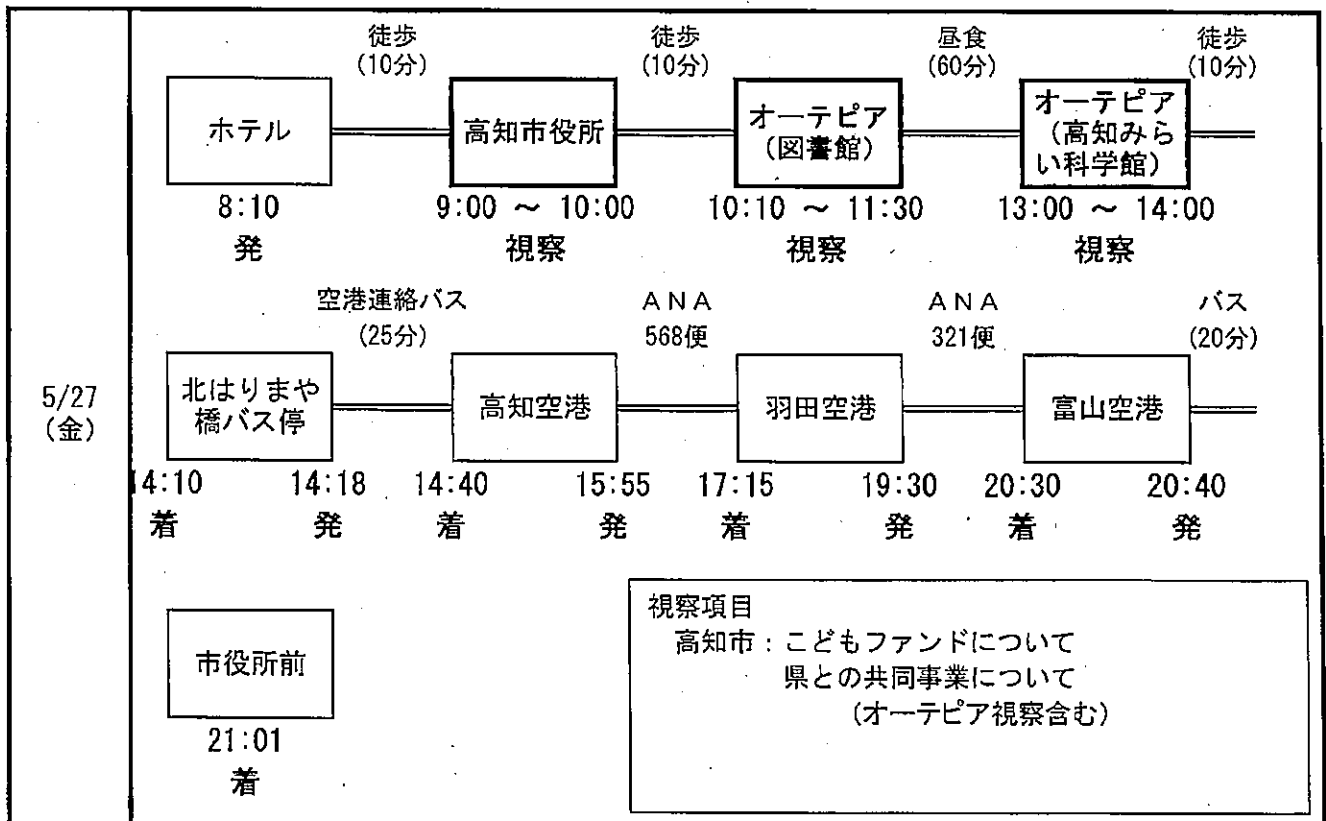 5/27
(金)
徒歩
(10分)
徒歩
(10分)
昼食
(60分)
徒歩
(10分)
ホテル
高知市役所
オーテピア
(図書館)
オーテピア
(高知みら
い科学館)
8:10
9:00 ～ 10:00
10:10 ～ 11:30
13:00 ～ 14:00
発
視察
視察
視察
空港連絡バス
(25分)
ANA
568便
ANA
321便
バス
(20分)
北はりまや
橋バス停
高知空港
羽田空港
富山空港
14:10
14:18
14:40
15:55
17:15
19:30
20:30
20:40
着
発
着
発
着
発
着
発
市役所前
21:01
着
視察項目
高知市：こどもファンドについて
県との共同事業について
(オーテピア視察含む)